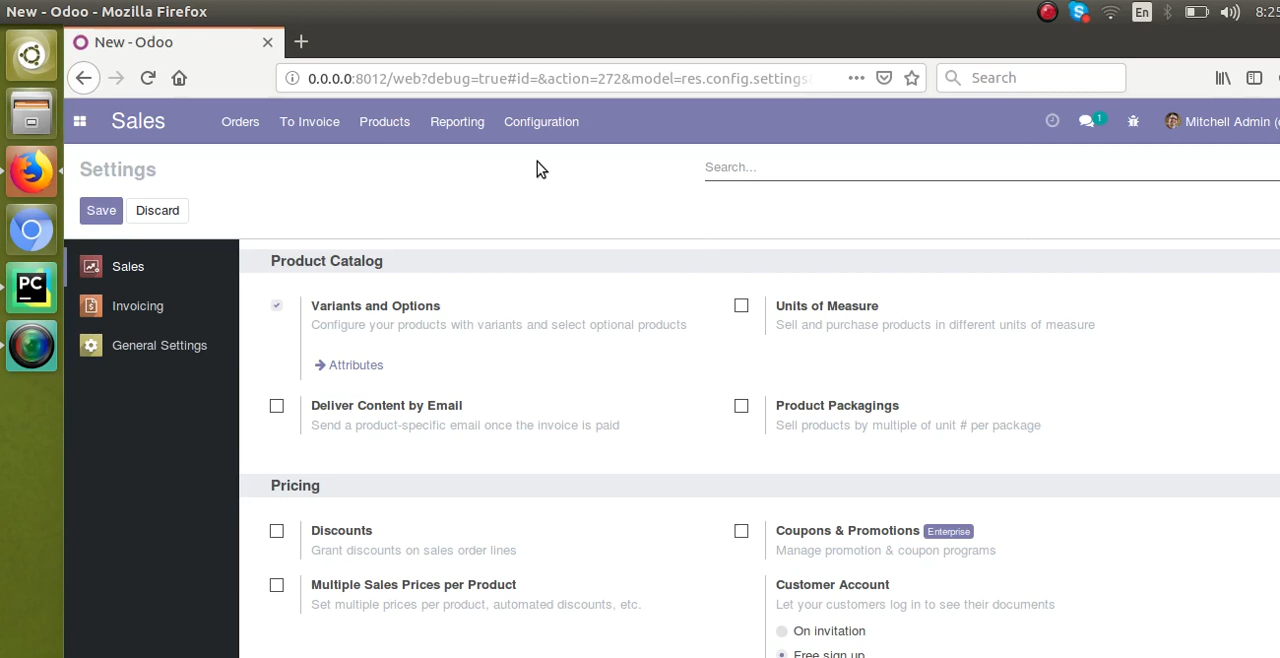 New - Odoo - Mozilla Firefox
En
8:25
New - Odoo
0.0.0.0:8012/web?debug=true#id=&action=272&model=res.config.settings
Search
Sales
Orders
To Invoice
Products
Reporting
Configuration
1
Mitchell Admin (
Settings
Search...
Save
Discard
Sales
Invoicing
General Settings
Product Catalog
Variants and Options
Configure your products with variants and select optional products
Attributes
Units of Measure
Sell and purchase products in different units of measure
Deliver Content by Email
Send a product-specific email once the invoice is paid
Product Packagings
Sell products by multiple of unit # per package
Pricing
Discounts
Grant discounts on sales order lines
Coupons & Promotions Enterprise
Manage promotion & coupon programs
Multiple Sales Prices per Product
Set multiple prices per product, automated discounts, etc.
Customer Account
Let your customers log in to see their documents
On invitation
Free sign up
PC